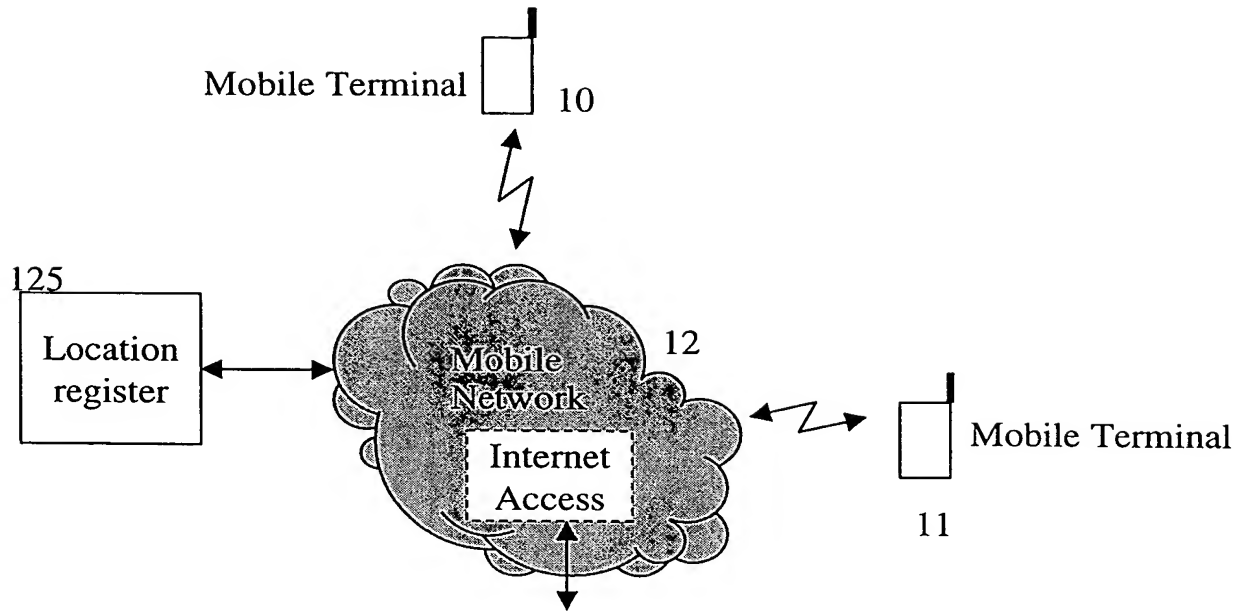 Mobile Terminal
10
125
Location
register
Mobile
Network
12
Internet
Access
Mobile Terminal
11